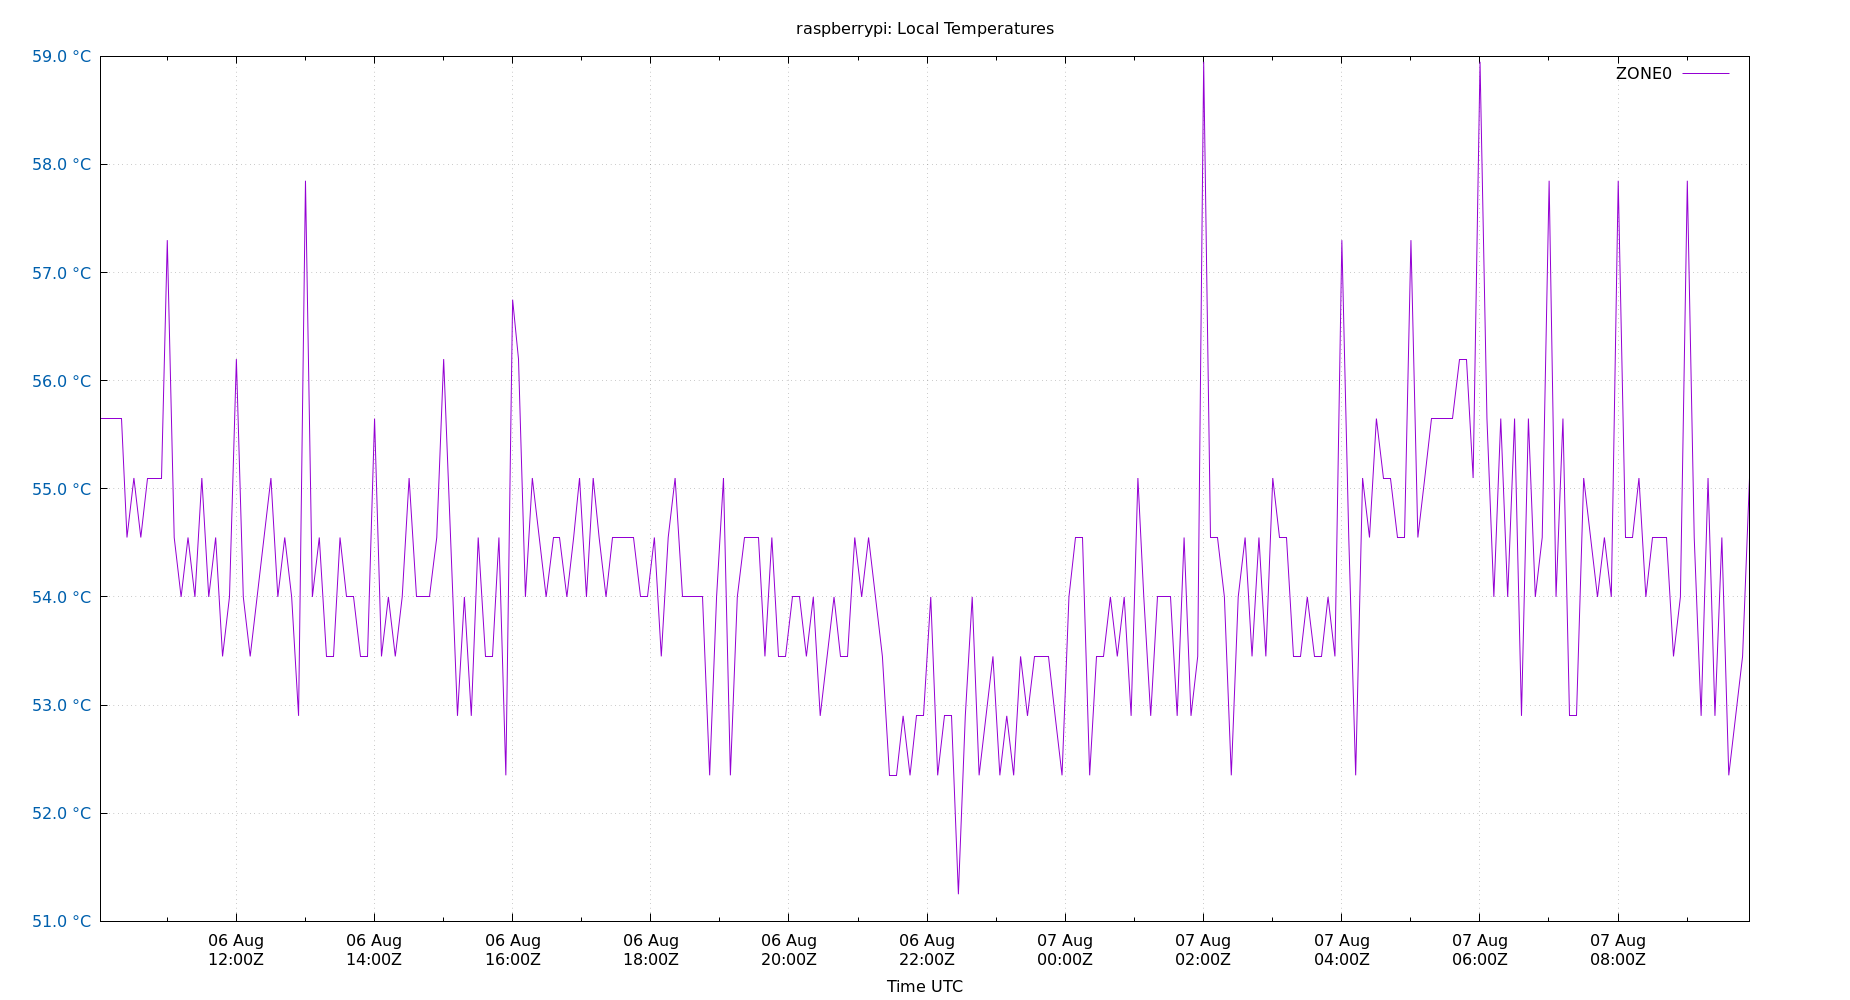 raspberrypi: Local Temperatures
59.0 °C
ZONE0
58.0 °C
57.0 °C
56.0 °C
55.0 °C
54.0 °C
53.0 °C
52.0 °C
51.0 °C
06 Aug 06 Aug 06 Aug 06 Aug 06 Aug 06 Aug 07 Aug 07 Aug 07 Aug 07 Aug 07 Aug
12:00Z 14:00Z 16:00Z 18:00Z 20:00Z 22:00Z 00:00Z 02:00Z 04:00Z 06:00Z 08:00Z
Time UTC